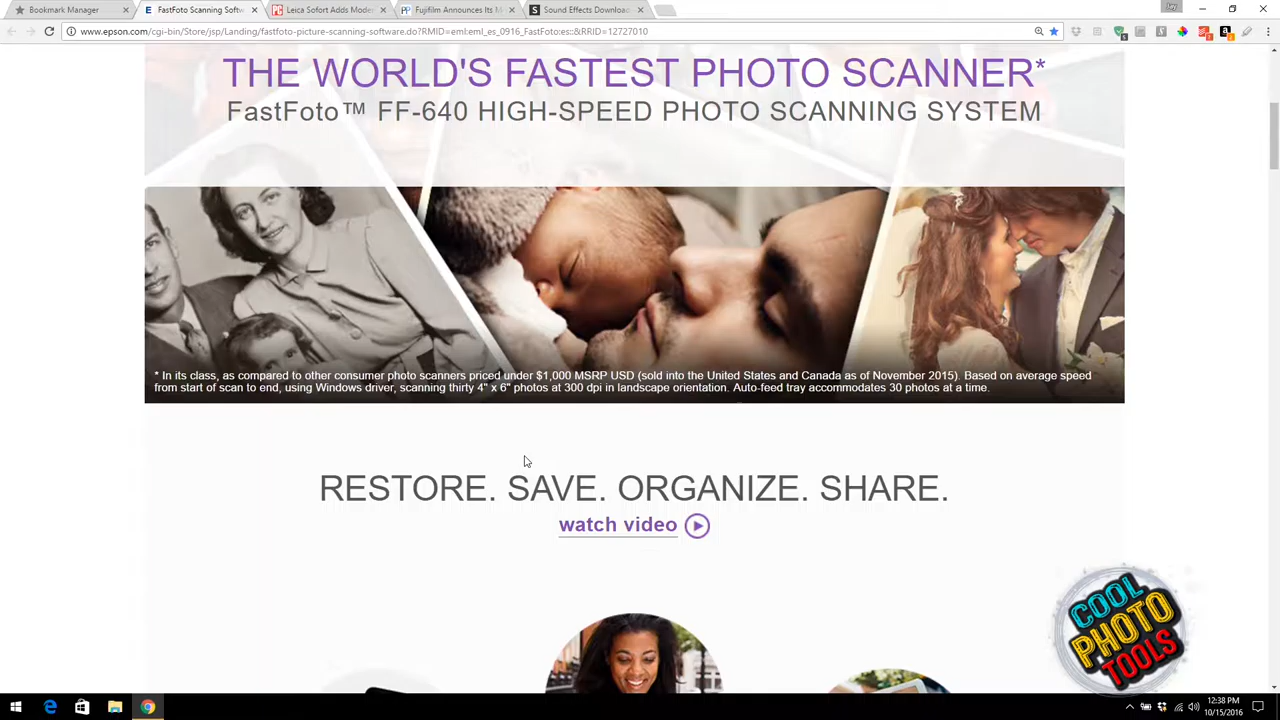 Bookmark Manager
FastFoto Scanning Softw
Leica Sofort Adds Mode
Fujifilm Announces Its M
Sound Effects Download
Jay
www.epson.com/cgi-bin/Store/jsp/Landing/fastfoto-picture-scanning-software.do?RMID=eml:eml_es_0916_FastFoto:es::&RRID=12727010
THE WORLD'S FASTEST PHOTO SCANNER*
FastFoto™ FF-640 HIGH-SPEED PHOTO SCANNING SYSTEM
* In its class, as compared to other consumer photo scanners priced under $1,000 MSRP USD (sold into the United States and Canada as of November 2015). Based on average speed
from start of scan to end, using Windows driver, scanning thirty 4" x 6" photos at 300 dpi in landscape orientation. Auto-feed tray accommodates 30 photos at a time.
RESTORE. SAVE. ORGANIZE. SHARE.
watch video
COOL
PHOTO
TOOLS
12:38 PM
10/15/2016